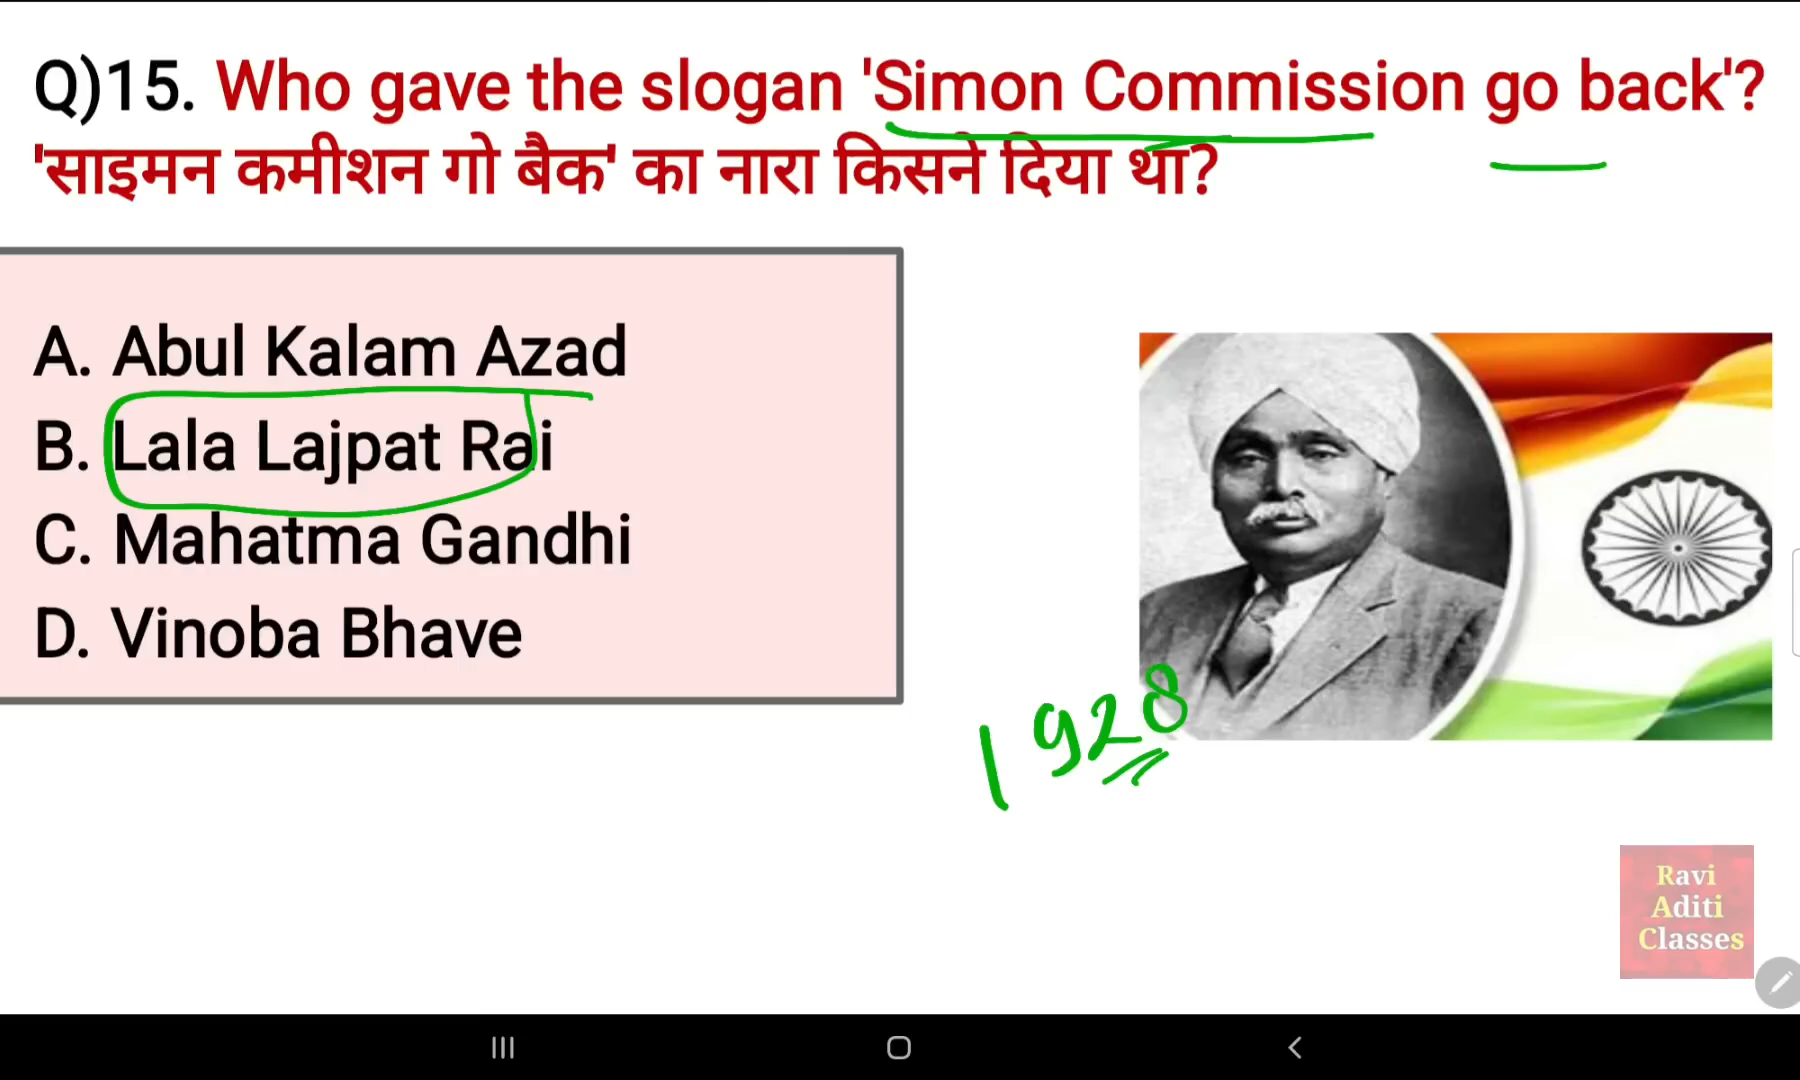 Q)15. Who gave the slogan 'Simon Commission go back'?
'साइमन कमीशन गो बैक' का नारा किसने दिया था?
A. Abul Kalam Azad
B. Lala Lajpat Rai
C. Mahatma Gandhi
D. Vinoba Bhave
1928
Ravi
Aditi
Classes